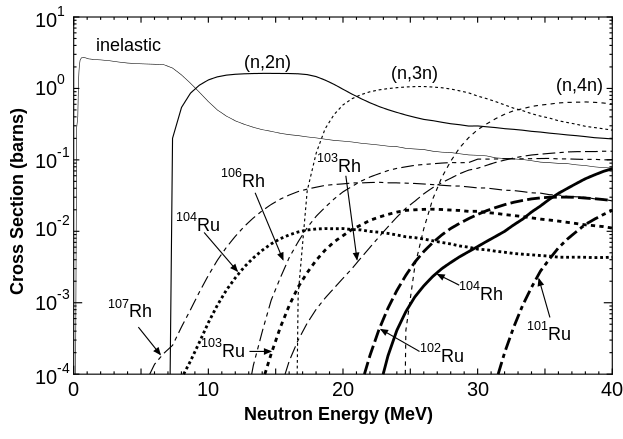 10^1
inelastic
(n,2n)
(n,3n)
(n,4n)
10^0
10^-1
^106Rh
^103Rh
^104Ru
10^-2
^104Rh
10^-3
^107Rh
^101Ru
^103Ru
^102Ru
10^-4
0 10 20 30 40
Neutron Energy (MeV)
Cross Section (barns)